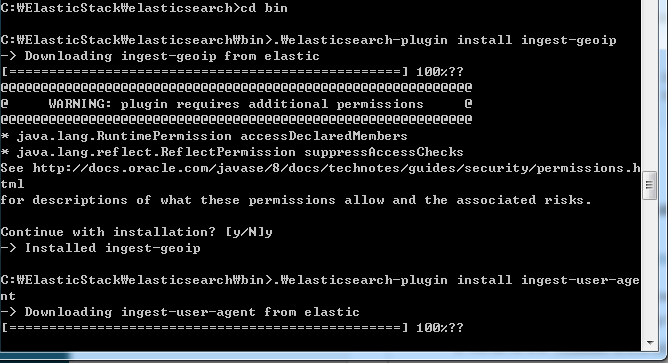 C:₩ElasticStack₩elasticsearch>cd bin
C:₩ElasticStack₩elasticsearch₩bin>.₩elasticsearch-plugin install ingest-geoip
-> Downloading ingest-geoip from elastic
[=================================================] 100%??
@@@@@@@@@@@@@@@@@@@@@@@@@@@@@@@@@@@@@@@@@@@@@@@@@@@@@@@@@@@
@     WARNING: plugin requires additional permissions     @
@@@@@@@@@@@@@@@@@@@@@@@@@@@@@@@@@@@@@@@@@@@@@@@@@@@@@@@@@@@
* java.lang.RuntimePermission accessDeclaredMembers
* java.lang.reflect.ReflectPermission suppressAccessChecks
See http://docs.oracle.com/javase/8/docs/technotes/guides/security/permissions.h
tml
for descriptions of what these permissions allow and the associated risks.
Continue with installation? [y/N]y
-> Installed ingest-geoip
C:₩ElasticStack₩elasticsearch₩bin>.₩elasticsearch-plugin install ingest-user-age
nt
-> Downloading ingest-user-agent from elastic
[=================================================] 100%??